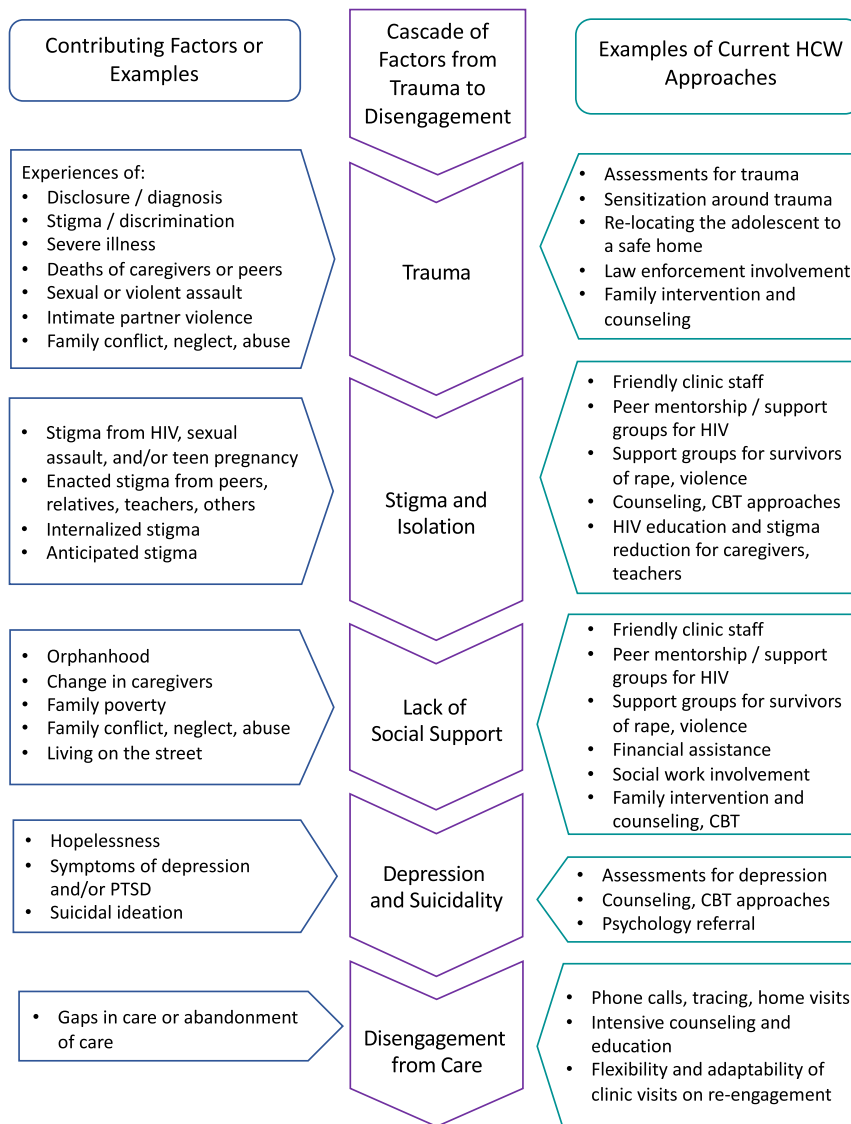 Contributing Factors or
Examples
Cascade of
Factors from
Trauma to
Disengagement
Examples of Current HCW
Approaches
Experiences of:
• Disclosure / diagnosis
• Stigma / discrimination
• Severe illness
• Deaths of caregivers or peers
• Sexual or violent assault
• Intimate partner violence
• Family conflict, neglect, abuse
Trauma
• Assessments for trauma
• Sensitization around trauma
• Re-locating the adolescent to
a safe home
• Law enforcement involvement
• Family intervention and
counseling
• Stigma from HIV, sexual
assault, and/or teen pregnancy
• Enacted stigma from peers,
relatives, teachers, others
• Internalized stigma
• Anticipated stigma
Stigma and
Isolation
• Friendly clinic staff
• Peer mentorship / support
groups for HIV
• Support groups for survivors
of rape, violence
• Counseling, CBT approaches
• HIV education and stigma
reduction for caregivers,
teachers
• Orphanhood
• Change in caregivers
• Family poverty
• Family conflict, neglect, abuse
• Living on the street
Lack of
Social Support
• Friendly clinic staff
• Peer mentorship / support
groups for HIV
• Support groups for survivors
of rape, violence
• Financial assistance
• Social work involvement
• Family intervention and
counseling, CBT
• Hopelessness
• Symptoms of depression
and/or PTSD
• Suicidal ideation
Depression
and Suicidality
• Assessments for depression
• Counseling, CBT approaches
• Psychology referral
• Gaps in care or abandonment
of care
Disengagement
from Care
• Phone calls, tracing, home visits
• Intensive counseling and
education
• Flexibility and adaptability of
clinic visits on re-engagement